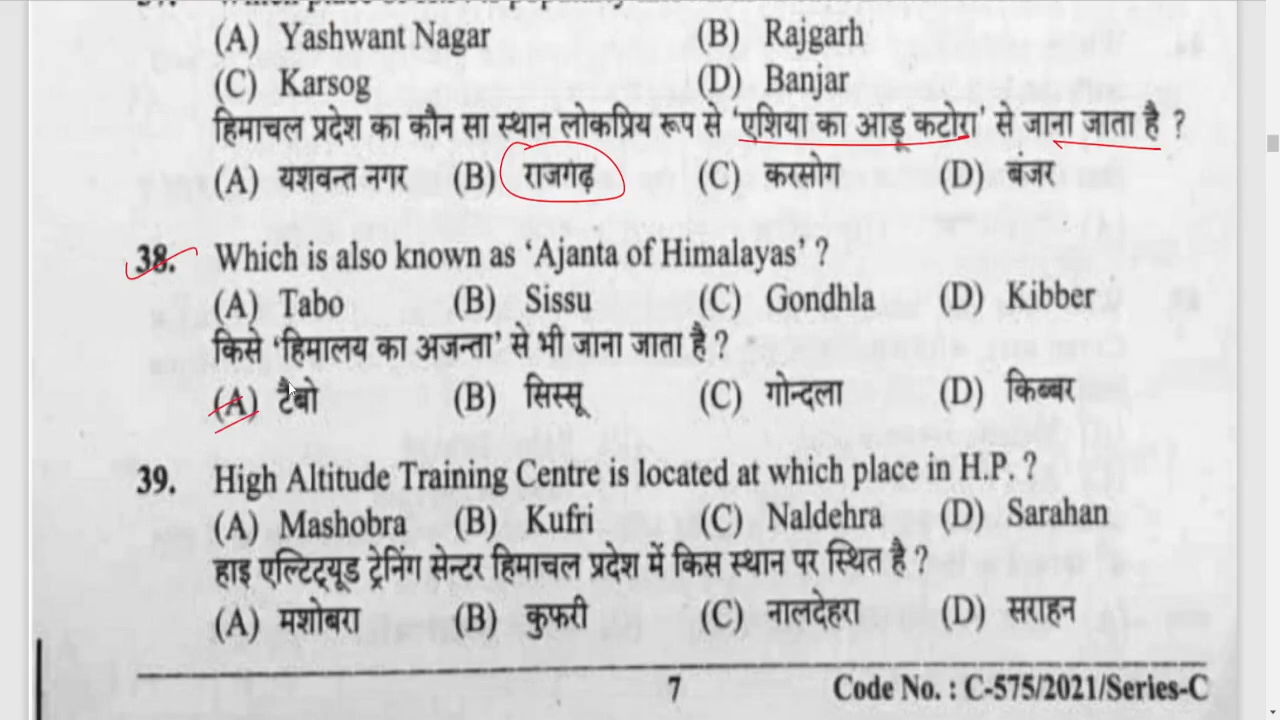 (A) Yashwant Nagar (B) Rajgarh
(C) Karsog (D) Banjar
हिमाचल प्रदेश का कौन सा स्थान लोकप्रिय रूप से ‘एशिया का आड़ू कटोरा’ से जाना जाता है ?
(A) यशवन्त नगर (B) राजगढ़ (C) करसोग (D) बंजर
38. Which is also known as ‘Ajanta of Himalayas’ ?
(A) Tabo (B) Sissu (C) Gondhla (D) Kibber
किसे ‘हिमालय का अजन्ता’ से भी जाना जाता है ?
(A) टैबो (B) सिस्सू (C) गोन्दला (D) किब्बर
39. High Altitude Training Centre is located at which place in H.P. ?
(A) Mashobra (B) Kufri (C) Naldehra (D) Sarahan
हाइ एल्टिट्यूड ट्रेनिंग सेन्टर हिमाचल प्रदेश में किस स्थान पर स्थित है ?
(A) मशोबरा (B) कुफरी (C) नालदेहरा (D) सराहन
7 Code No. : C-575/2021/Series-C